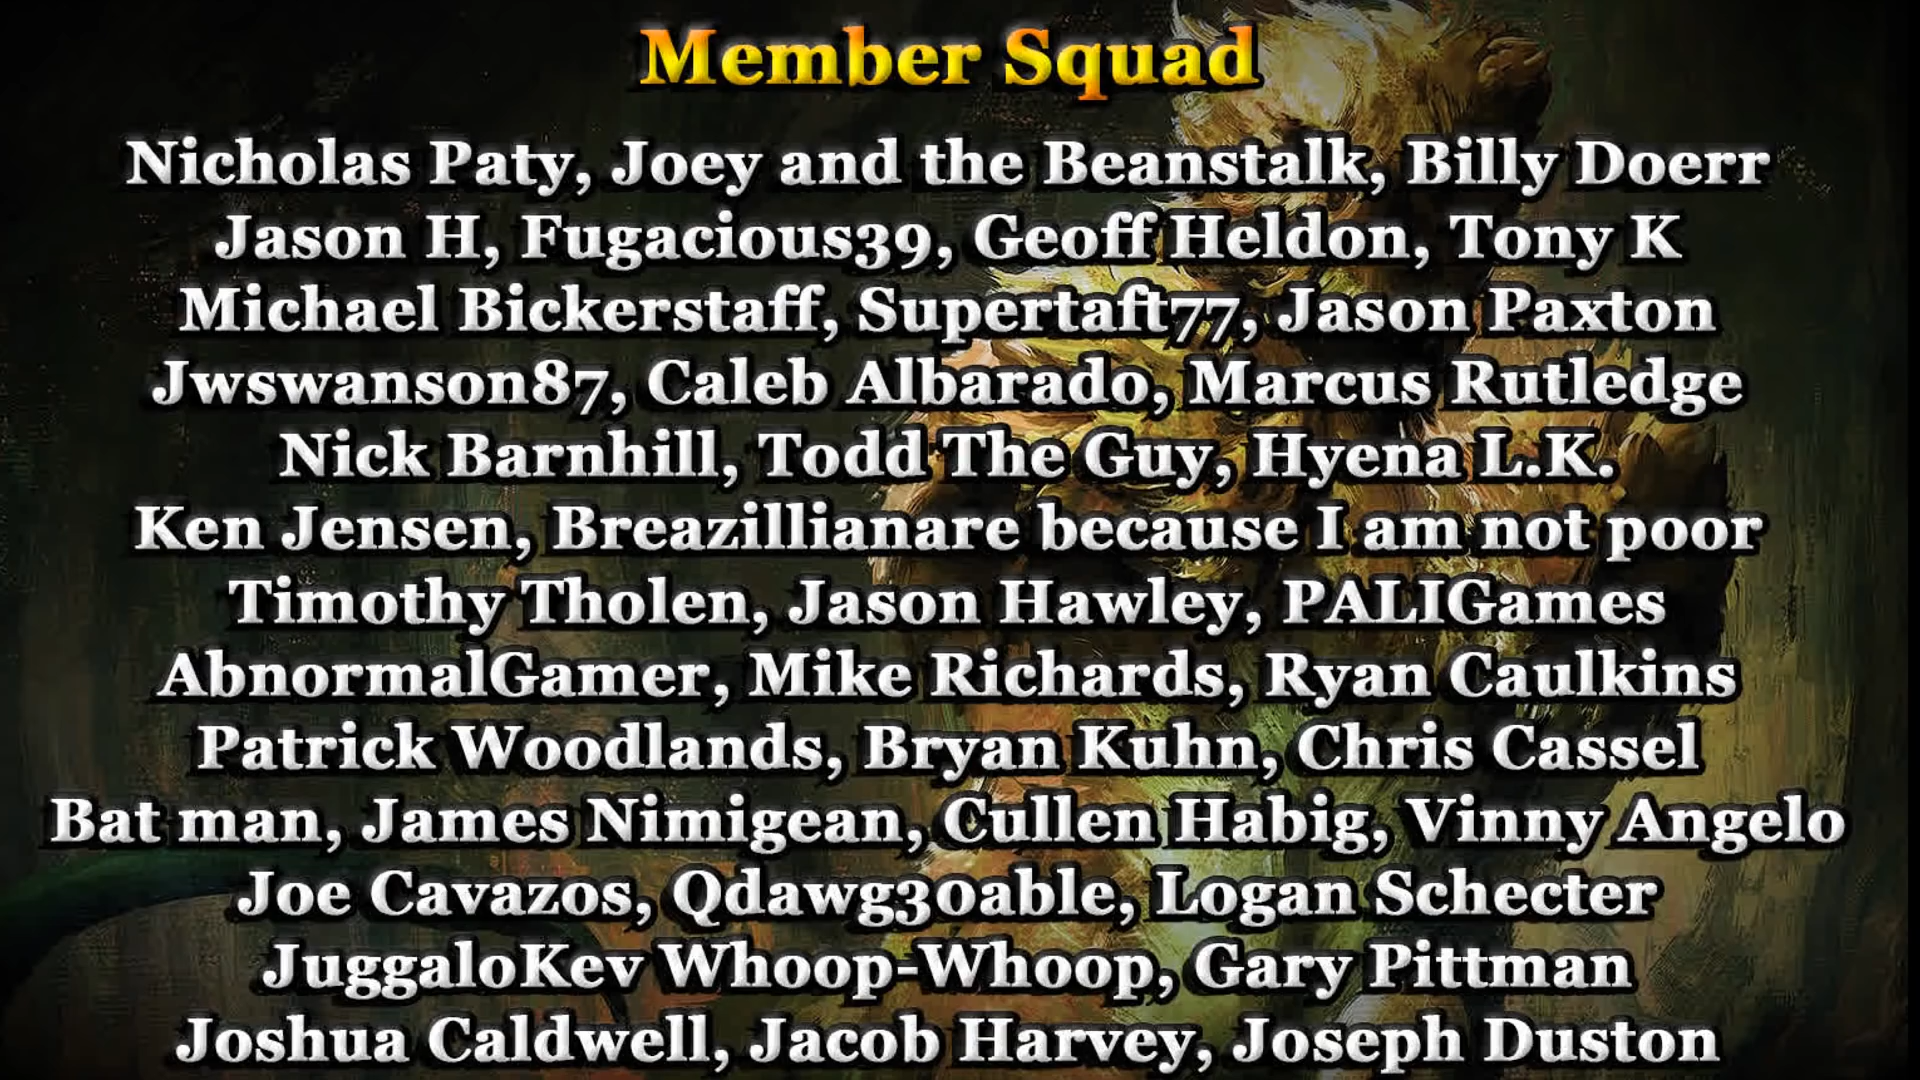 Member Squad
Nicholas Paty, Joey and the Beanstalk, Billy Doerr
Jason H, Fugacious39, Geoff Heldon, Tony K
Michael Bickerstaff, Supertaft77, Jason Paxton
Jwswanson87, Caleb Albarado, Marcus Rutledge
Nick Barnhill, Todd The Guy, Hyena L.K.
Ken Jensen, Breazillianare because I am not poor
Timothy Tholen, Jason Hawley, PALIGames
AbnormalGamer, Mike Richards, Ryan Caulkins
Patrick Woodlands, Bryan Kuhn, Chris Cassel
Bat man, James Nimigean, Cullen Habig, Vinny Angelo
Joe Cavazos, Qdawg30able, Logan Schecter
JuggaloKev Whoop-Whoop, Gary Pittman
Joshua Caldwell, Jacob Harvey, Joseph Duston